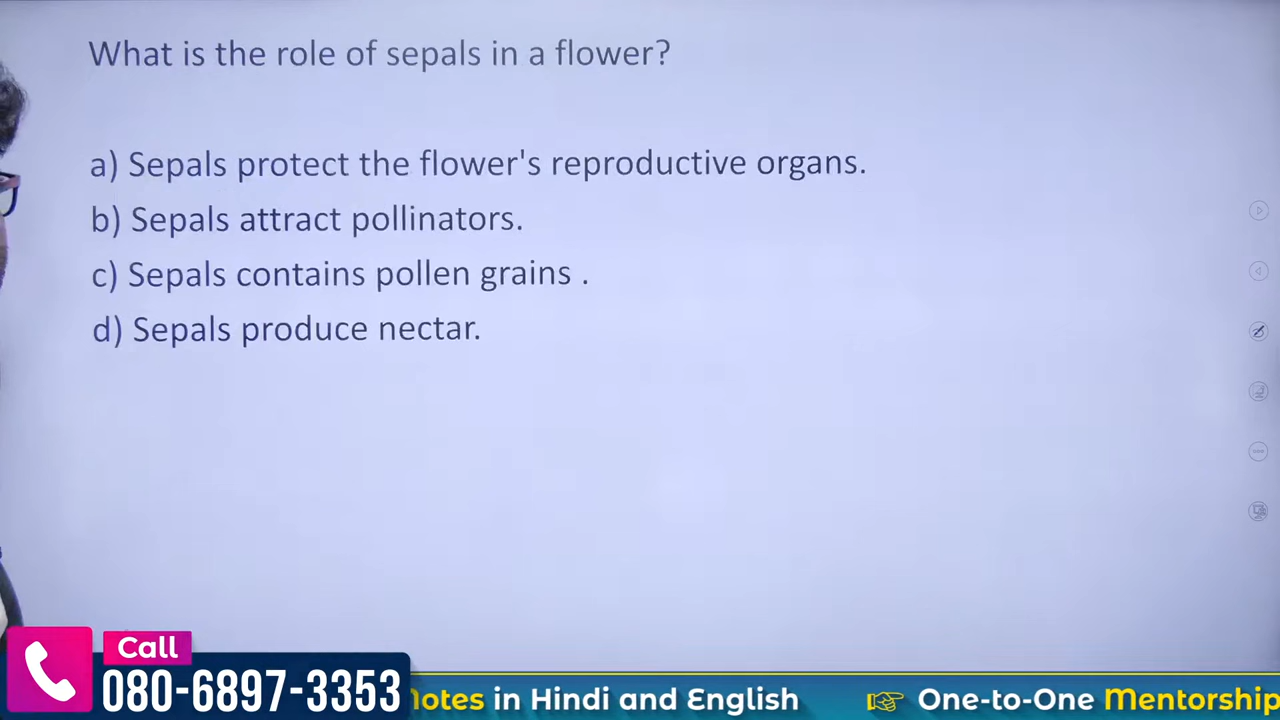 What is the role of sepals in a flower?
a) Sepals protect the flower's reproductive organs.
b) Sepals attract pollinators.
c) Sepals contains pollen grains .
d) Sepals produce nectar.
Call
080-6897-3353
Notes in Hindi and English
One-to-One Mentorship